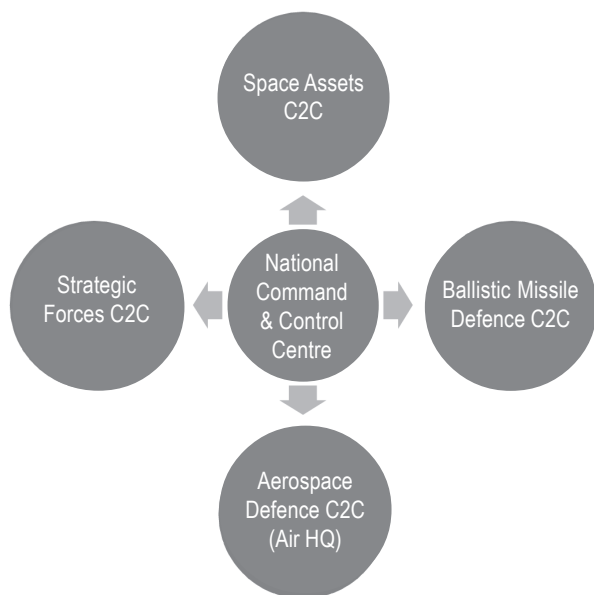 Space Assets
C2C
Strategic
Forces C2C
National
Command
& Control
Centre
Ballistic Missile
Defence C2C
Aerospace
Defence C2C
(Air HQ)